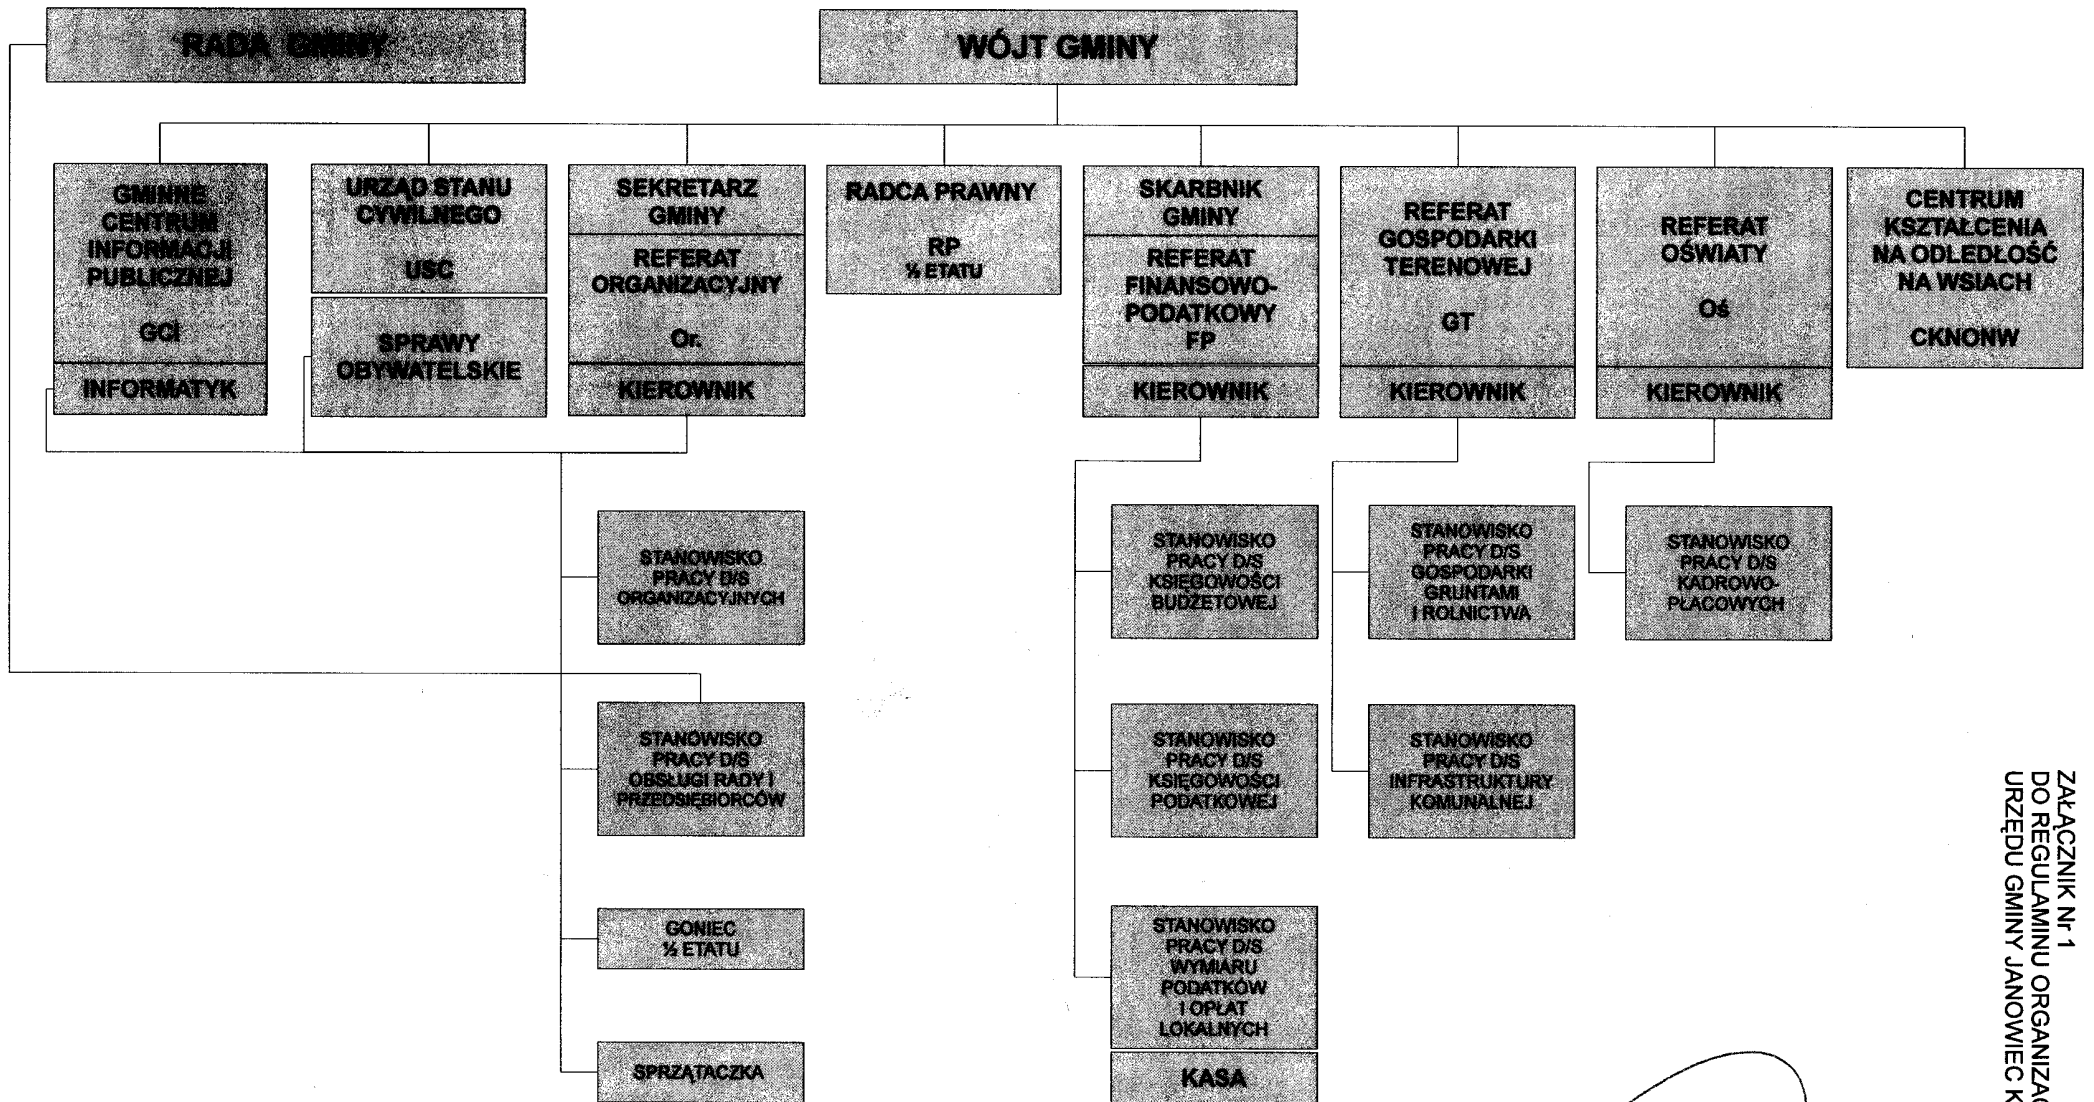 RADA GMINY
WÓJT GMINY
GMINNE
CENTRUM
INFORMACJI
PUBLICZNEJ
GCI
INFORMATYK
URZĄD STANU
CYWILNEGO
USC
SPRAWY
OBYWATELSKIE
SEKRETARZ
GMINY
REFERAT
ORGANIZACYJNY
Or.
KIEROWNIK
RADCA PRAWNY
RP
½ ETATU
SKARBNIK
GMINY
REFERAT
FINANSOWO-
PODATKOWY
FP
KIEROWNIK
REFERAT
GOSPODARKI
TERENOWEJ
GT
KIEROWNIK
REFERAT
OŚWIATY
Oś
KIEROWNIK
CENTRUM
KSZTAŁCENIA
NA ODLEDŁOŚĆ
NA WSIACH
CKNONW
STANOWISKO
PRACY D/S
ORGANIZACYJNYCH
STANOWISKO
PRACY D/S
OBSŁUGI RADY I
PRZEDSIĘBIORCÓW
GONIEC
½ ETATU
SPRZĄTACZKA
STANOWISKO
PRACY D/S
KSIĘGOWOŚCI
BUDŻETOWEJ
STANOWISKO
PRACY D/S
KSIĘGOWOŚCI
PODATKOWEJ
STANOWISKO
PRACY D/S
WYMIARU
PODATKÓW
I OPŁAT
LOKALNYCH
KASA
STANOWISKO
PRACY D/S
GOSPODARKI
GRUNTAMI
I ROLNICTWA
STANOWISKO
PRACY D/S
INFRASTRUKTURY
KOMUNALNEJ
STANOWISKO
PRACY D/S
KADROWO-
PŁACOWYCH
ZAŁĄCZNIK Nr 1
DO REGULAMINU ORGANIZA
URZĘDU GMINY JANOWIEC K